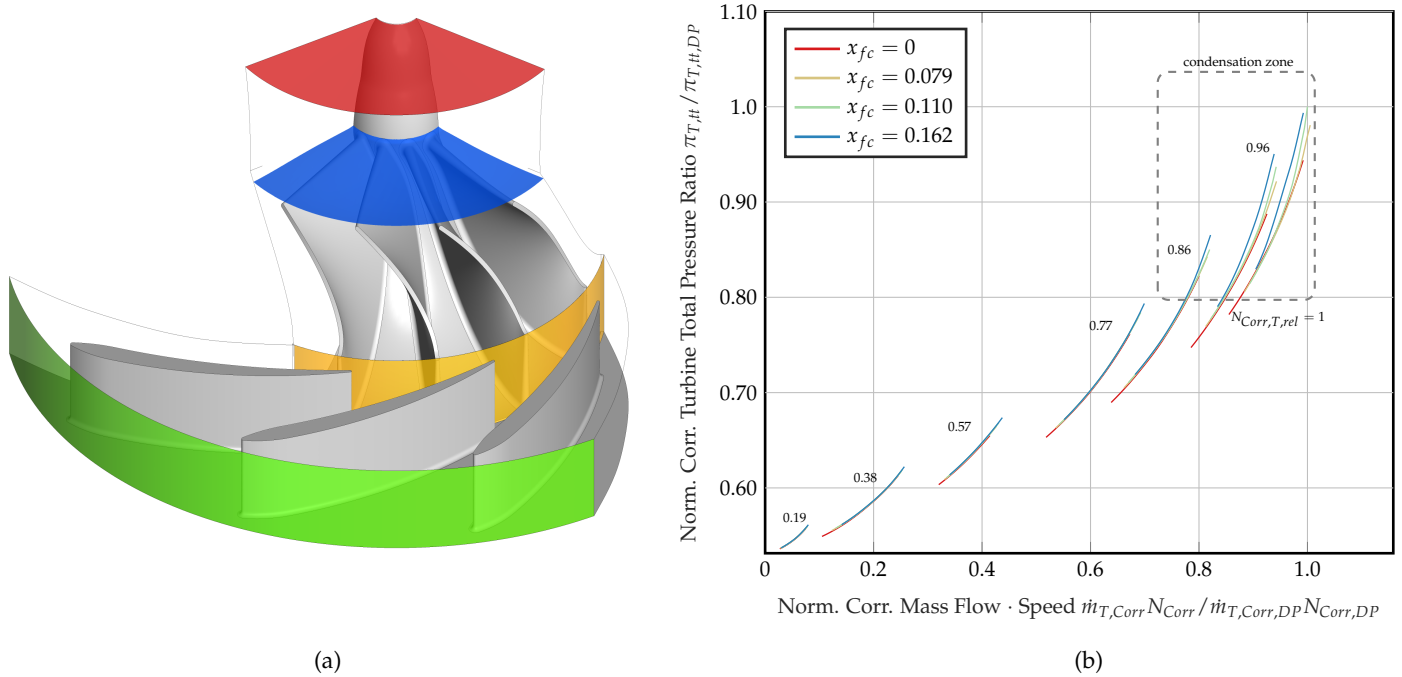 1.10
1.0
0.90
0.80
0.70
0.60
Norm. Corr. Turbine Total Pressure Ratio π_{T,tt}/π_{T,tt,DP}
x_{fc} = 0
x_{fc} = 0.079
x_{fc} = 0.110
x_{fc} = 0.162
condensation zone
0.96
0.86
N_{Corr,T,rel} = 1
0.77
0.57
0.38
0.19
0 0.2 0.4 0.6 0.8 1.0
Norm. Corr. Mass Flow · Speed ṁ_{T,Corr}N_{Corr}/ṁ_{T,Corr,DP}N_{Corr,DP}
(a) (b)